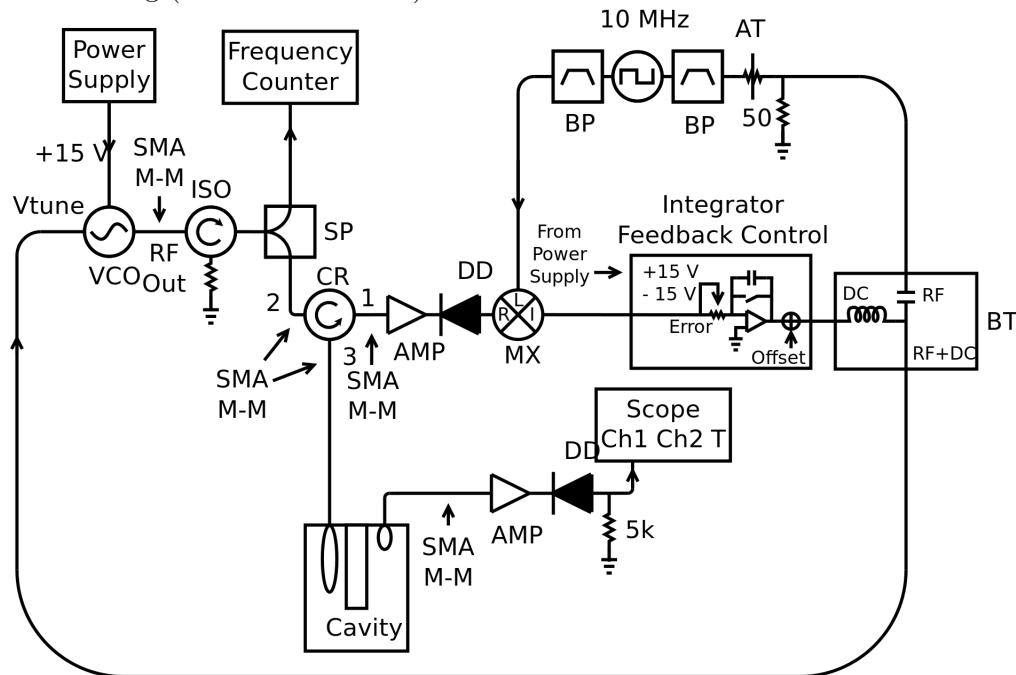 10 MHz
AT
Power
Supply
Frequency
Counter
BP
BP
50
+15 V
SMA
M-M
ISO
Vtune
Integrator
Feedback Control
SP
RF
Out
VCO
From
Power
Supply
+15 V
- 15 V
Error
Offset
DC
RF
BT
RF+DC
CR
DD
2
1
3
L
R
I
AMP
MX
SMA
M-M
SMA
M-M
Scope
Ch1 Ch2 T
DD
AMP
5k
SMA
M-M
Cavity